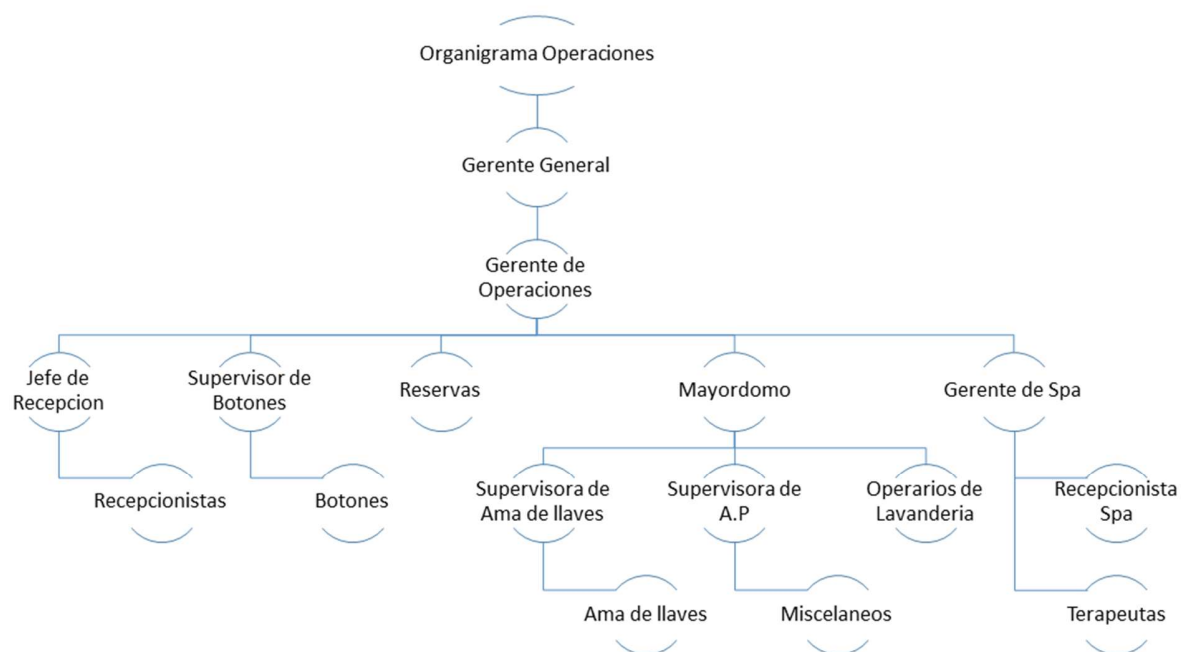 Organigrama Operaciones
Gerente General
Gerente de
Operaciones
Jefe de
Recepcion
Supervisor de
Botones
Reservas
Mayordomo
Gerente de Spa
Recepcionistas
Botones
Supervisora de
Ama de llaves
Supervisora de
A.P
Operarios de
Lavanderia
Recepcionista
Spa
Ama de llaves
Miscelaneos
Terapeutas